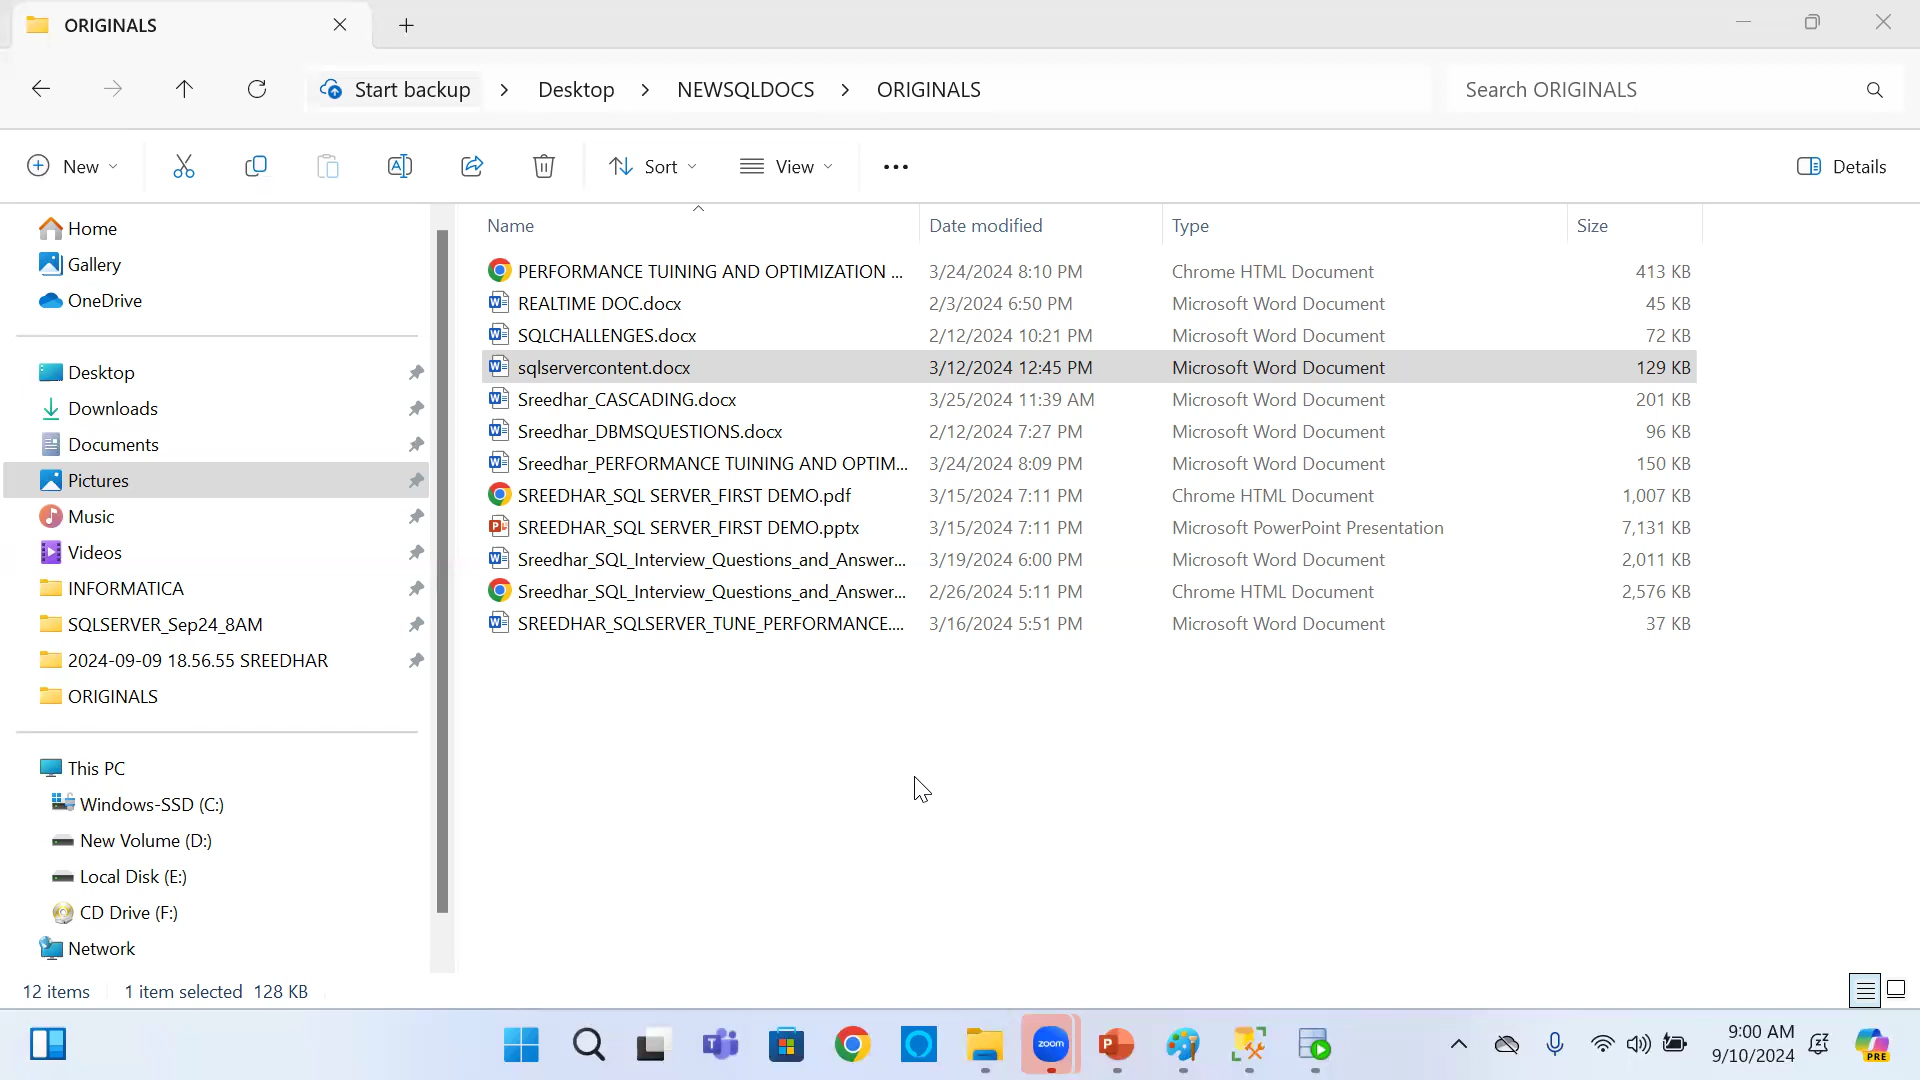 ORIGINALS
Start backup > Desktop > NEWSQLDOCS > ORIGINALS
Search ORIGINALS
New
Sort
View
Details
Home
Gallery
OneDrive
Desktop
Downloads
Documents
Pictures
Music
Videos
INFORMATICA
SQLSERVER_Sep24_8AM
2024-09-09 18.56.55 SREEDHAR
ORIGINALS
This PC
Windows-SSD (C:)
New Volume (D:)
Local Disk (E:)
CD Drive (F:)
Network
Name Date modified Type Size
PERFORMANCE TUINING AND OPTIMIZATION ... 3/24/2024 8:10 PM Chrome HTML Document 413 KB
REALTIME DOC.docx 2/3/2024 6:50 PM Microsoft Word Document 45 KB
SQLCHALLENGES.docx 2/12/2024 10:21 PM Microsoft Word Document 72 KB
sqlservercontent.docx 3/12/2024 12:45 PM Microsoft Word Document 129 KB
Sreedhar_CASCADING.docx 3/25/2024 11:39 AM Microsoft Word Document 201 KB
Sreedhar_DBMSQUESTIONS.docx 2/12/2024 7:27 PM Microsoft Word Document 96 KB
Sreedhar_PERFORMANCE TUINING AND OPTIM... 3/24/2024 8:09 PM Microsoft Word Document 150 KB
SREEDHAR_SQL SERVER_FIRST DEMO.pdf 3/15/2024 7:11 PM Chrome HTML Document 1,007 KB
SREEDHAR_SQL SERVER_FIRST DEMO.pptx 3/15/2024 7:11 PM Microsoft PowerPoint Presentation 7,131 KB
Sreedhar_SQL_Interview_Questions_and_Answer... 3/19/2024 6:00 PM Microsoft Word Document 2,011 KB
Sreedhar_SQL_Interview_Questions_and_Answer... 2/26/2024 5:11 PM Chrome HTML Document 2,576 KB
SREEDHAR_SQLSERVER_TUNE_PERFORMANCE.... 3/16/2024 5:51 PM Microsoft Word Document 37 KB
12 items 1 item selected 128 KB
zoom
9:00 AM
9/10/2024
PRE